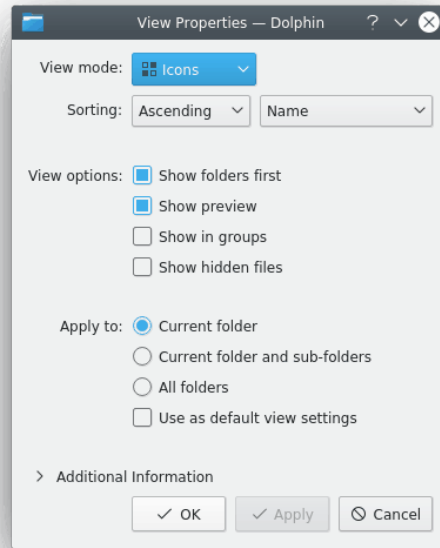 View Properties — Dolphin
View mode: Icons
Sorting: Ascending Name
View options: Show folders first
Show preview
Show in groups
Show hidden files
Apply to: Current folder
Current folder and sub-folders
All folders
Use as default view settings
Additional Information
OK Apply Cancel